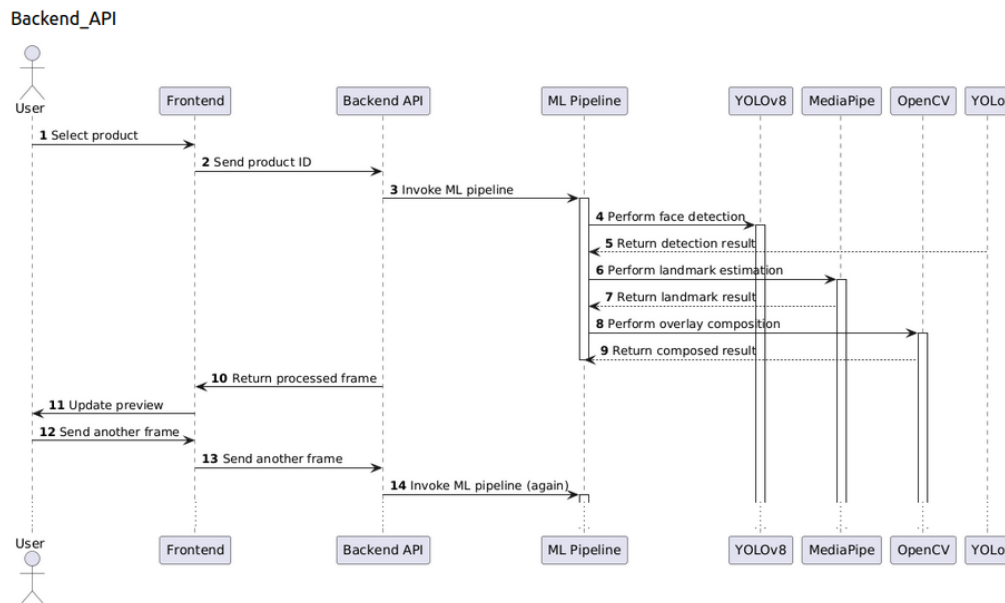 Backend_API
User
Frontend
Backend API
ML Pipeline
YOLOv8
MediaPipe
OpenCV
YOLo
1 Select product
2 Send product ID
3 Invoke ML pipeline
4 Perform face detection
5 Return detection result
6 Perform landmark estimation
7 Return landmark result
8 Perform overlay composition
9 Return composed result
10 Return processed frame
11 Update preview
12 Send another frame
13 Send another frame
14 Invoke ML pipeline (again)
User
Frontend
Backend API
ML Pipeline
YOLOv8
MediaPipe
OpenCV
YOLo